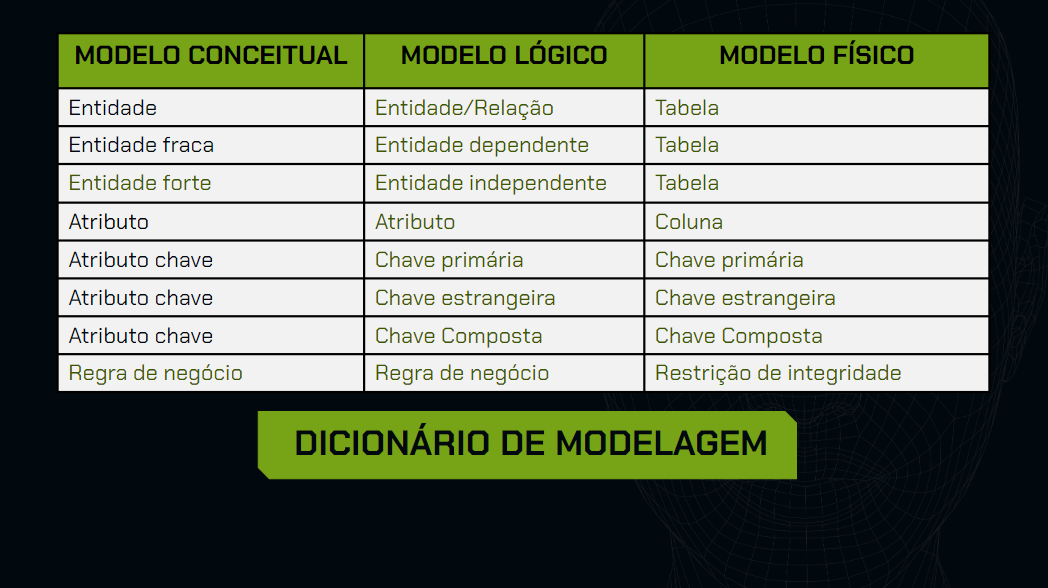 MODELO CONCEITUAL MODELO LÓGICO MODELO FÍSICO
Entidade Entidade/Relação Tabela
Entidade fraca Entidade dependente Tabela
Entidade forte Entidade independente Tabela
Atributo Atributo Coluna
Atributo chave Chave primária Chave primária
Atributo chave Chave estrangeira Chave estrangeira
Atributo chave Chave Composta Chave Composta
Regra de negócio Regra de negócio Restrição de integridade
DICIONÁRIO DE MODELAGEM